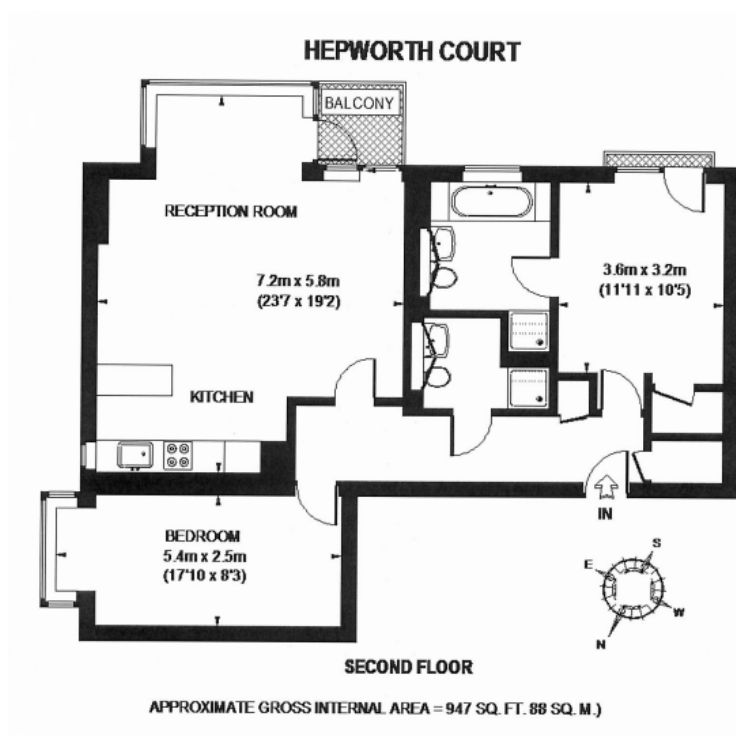 HEPWORTH COURT
BALCONY
RECEPTION ROOM
7.2m x 5.8m
(23'7 x 19'2)
3.6m x 3.2m
(11'11 x 10'5)
KITCHEN
BEDROOM
5.4m x 2.5m
(17'10 x 8'3)
IN
S
E
W
N
SECOND FLOOR
APPROXIMATE GROSS INTERNAL AREA = 947 SQ. FT. 88 SQ. M.)